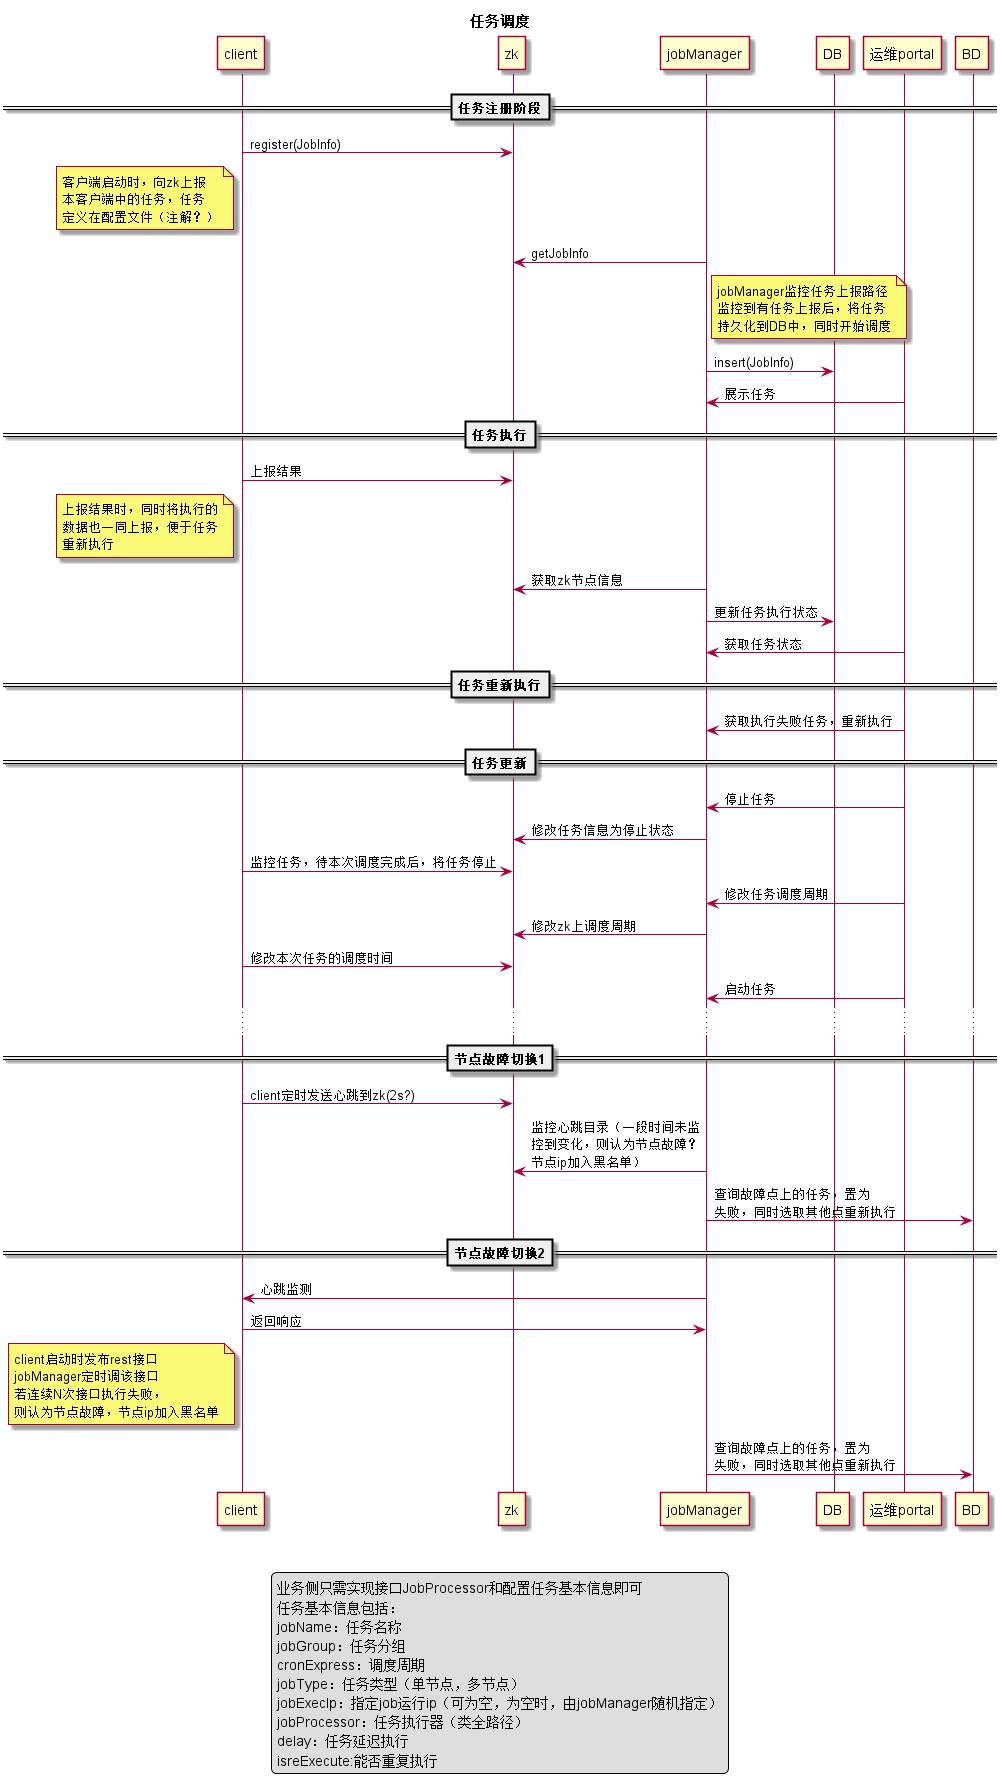 任务调度
client
zk
jobManager
DB
运维portal
BD
任务注册阶段
register(JobInfo)
客户端启动时，向zk上报
本客户端中的任务，任务
定义在配置文件（注解？）
getJobInfo
jobManager监控任务上报路径
监控到有任务上报后，将任务
持久化到DB中，同时开始调度
insert(JobInfo)
展示任务
任务执行
上报结果
上报结果时，同时将执行的
数据也一同上报，便于任务
重新执行
获取zk节点信息
更新任务执行状态
获取任务状态
任务重新执行
获取执行失败任务，重新执行
任务更新
停止任务
修改任务信息为停止状态
监控任务，待本次调度完成后，将任务停止
修改任务调度周期
修改zk上调度周期
修改本次任务的调度时间
启动任务
节点故障切换1
client定时发送心跳到zk(2s?)
监控心跳目录（一段时间未监
控到变化，则认为节点故障？
节点ip加入黑名单）
查询故障点上的任务，置为
失败，同时选取其他点重新执行
节点故障切换2
心跳监测
返回响应
client启动时发布rest接口
jobManager定时调该接口
若连续N次接口执行失败，
则认为节点故障，节点ip加入黑名单
查询故障点上的任务，置为
失败，同时选取其他点重新执行
client
zk
jobManager
DB
运维portal
BD
业务侧只需实现接口JobProcessor和配置任务基本信息即可
任务基本信息包括：
jobName：任务名称
jobGroup：任务分组
cronExpress：调度周期
jobType：任务类型（单节点，多节点）
jobExecIp：指定job运行ip（可为空，为空时，由jobManager随机指定）
jobProcessor：任务执行器（类全路径）
delay：任务延迟执行
isreExecute:能否重复执行